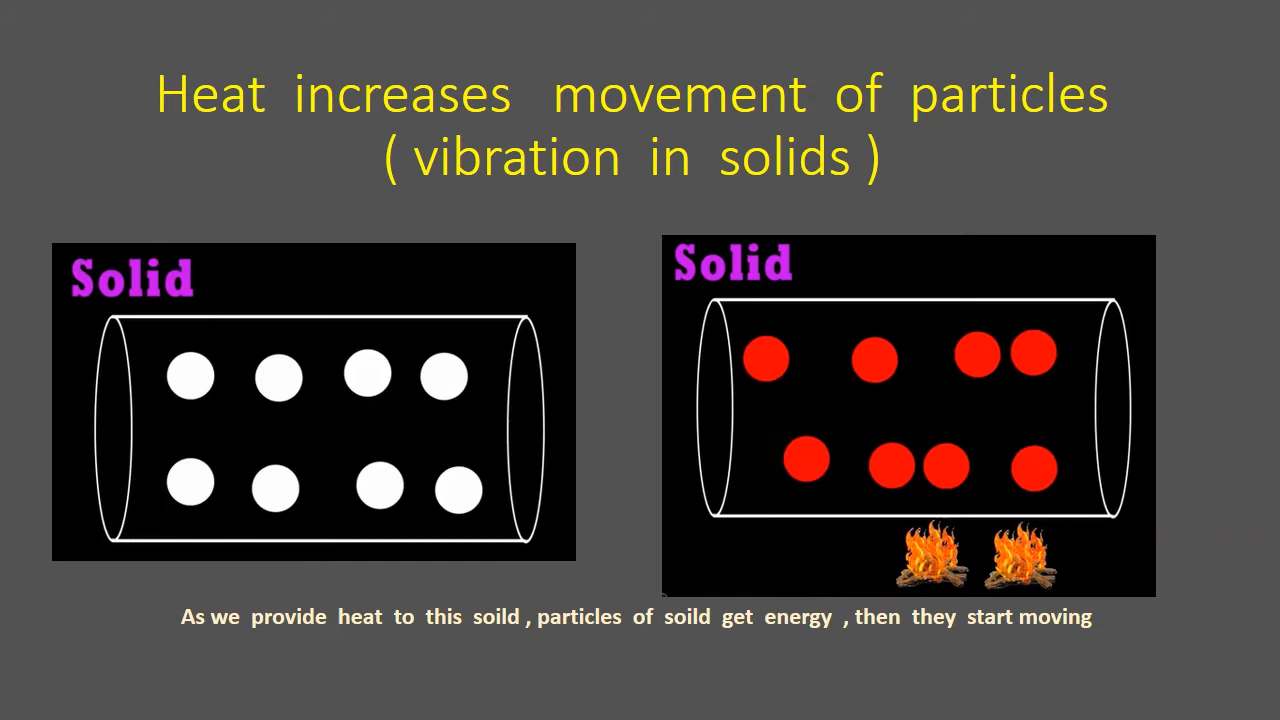 Heat increases movement of particles
( vibration in solids )
Solid
Solid
As we provide heat to this soild , particles of soild get energy , then they start moving